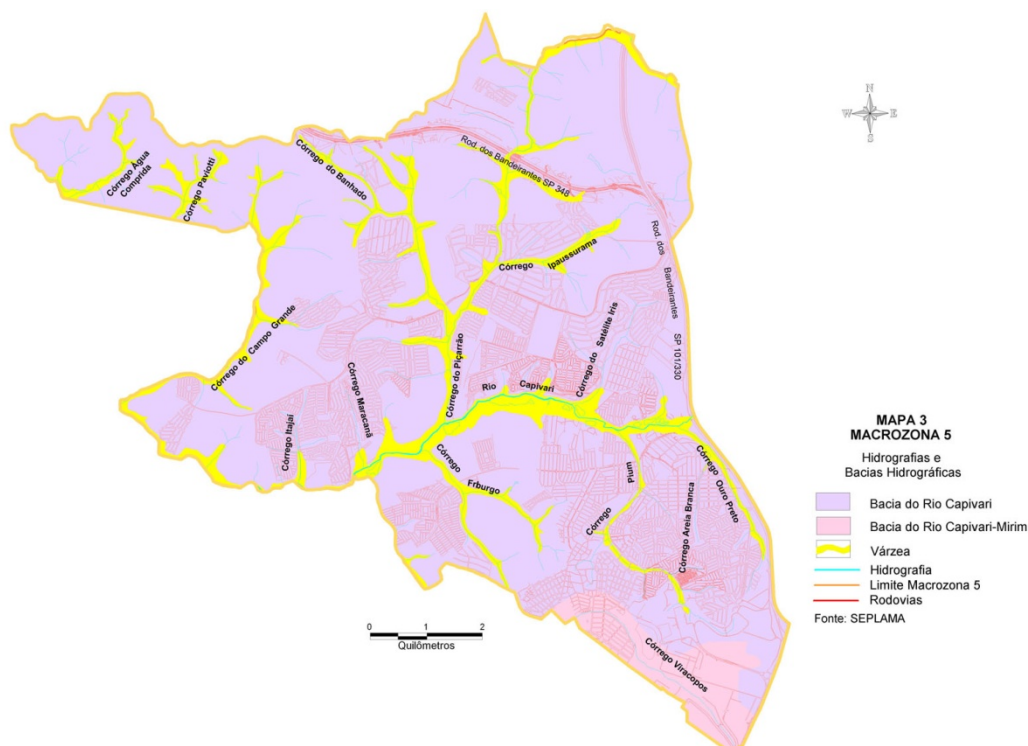 N
W E
S
Córrego Água
Comprida
Córrego Paviotti
Córrego do Banhado
Rod. dos Bandeirantes SP 348
Córrego Ipaussurama
Rod. dos Bandeirantes SP 101/330
Córrego do Campo Grande
Córrego Itajaí
Córrego Maracanã
Córrego do Piçarrão
Rio Capivari
Córrego do Satélite Iris
Córrego Frburgo
Córrego Pium
Córrego Areia Branca
Córrego Ouro Preto
Córrego Viracopos
0 1 2
Quilômetros
MAPA 3
MACROZONA 5
Hidrografias e
Bacias Hidrográficas
Bacia do Rio Capivari
Bacia do Rio Capivari-Mirim
Várzea
Hidrografia
Limite Macrozona 5
Rodovias
Fonte: SEPLAMA